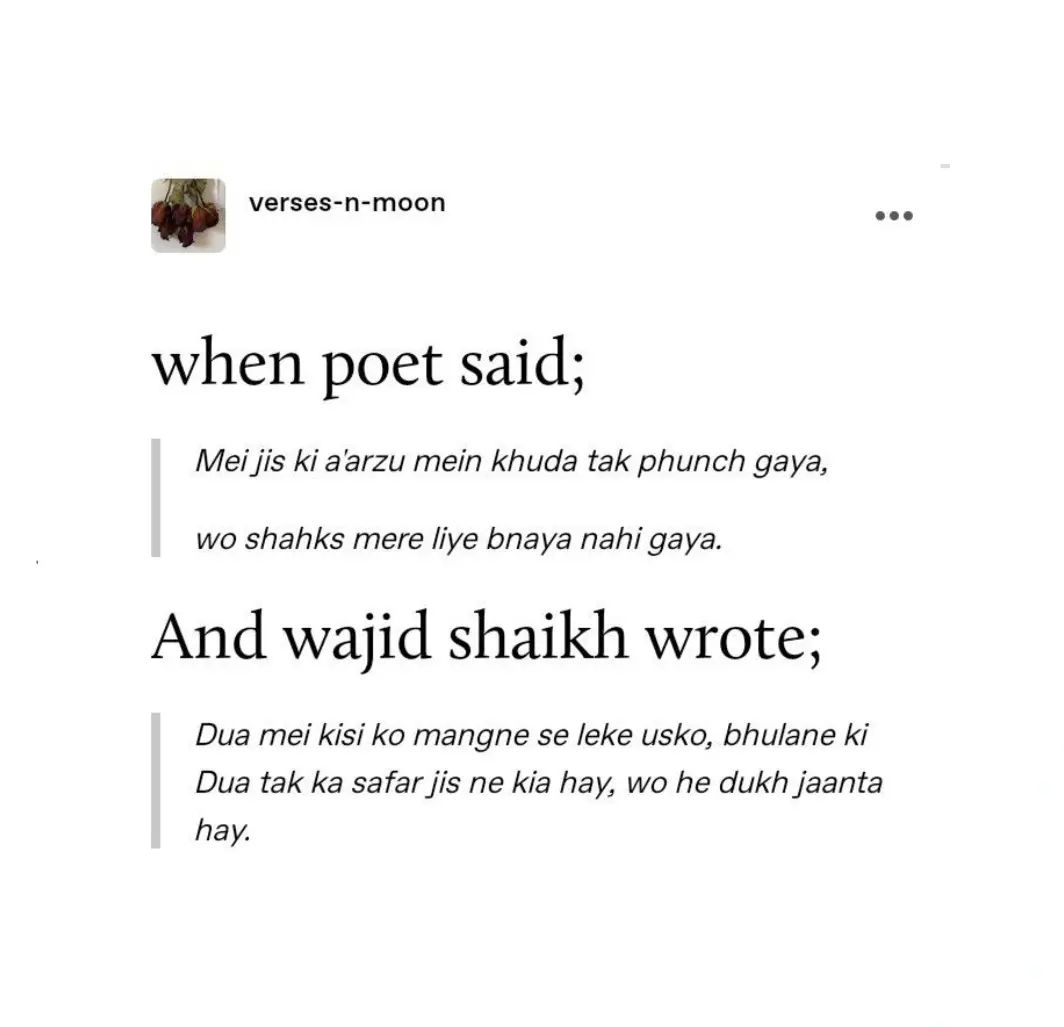 verses-n-moon
when poet said;
Mei jis ki a'arzu mein khuda tak phunch gaya,
wo shahks mere liye bnaya nahi gaya.
And wajid shaikh wrote;
Dua mei kisi ko mangne se leke usko, bhulane ki
Dua tak ka safar jis ne kia hay, wo he dukh jaanta
hay.